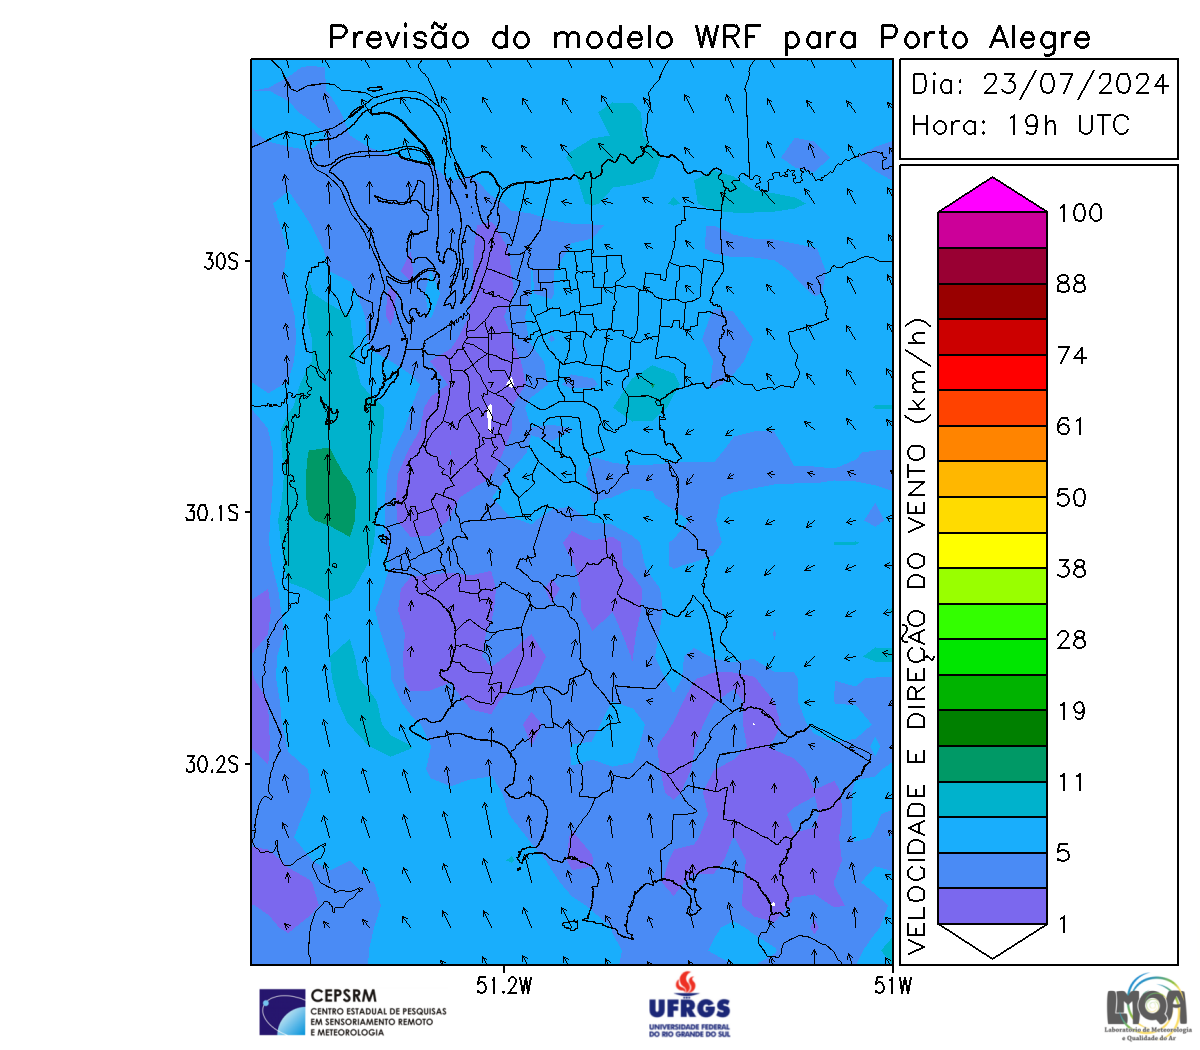 Previsão do modelo WRF para Porto Alegre
Dia: 23/07/2024
Hora: 19h UTC
100
88
74
61
50
38
28
19
11
5
1
VELOCIDADE E DIREÇÃO DO VENTO (km/h)
30S
30.1S
30.2S
51.2W
51W
CEPSRM
CENTRO ESTADUAL DE PESQUISAS
EM SENSORIAMENTO REMOTO
E METEOROLOGIA
UFRGS
UNIVERSIDADE FEDERAL
DO RIO GRANDE DO SUL
LMQA
Laboratório de Meteorologia
e Qualidade do Ar